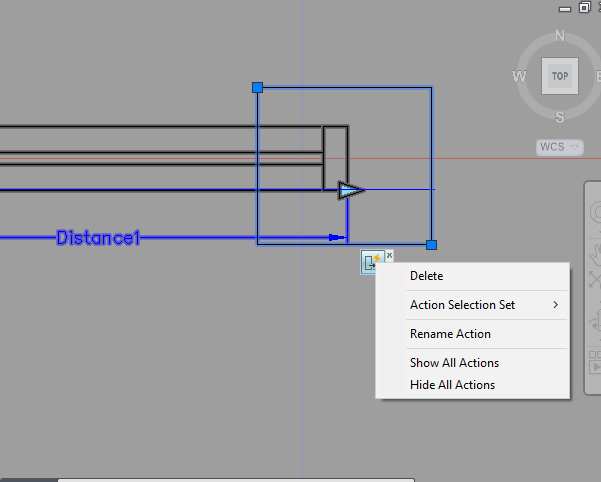 N
W TOP E
S
WCS
Distance1
Delete
Action Selection Set
Rename Action
Show All Actions
Hide All Actions